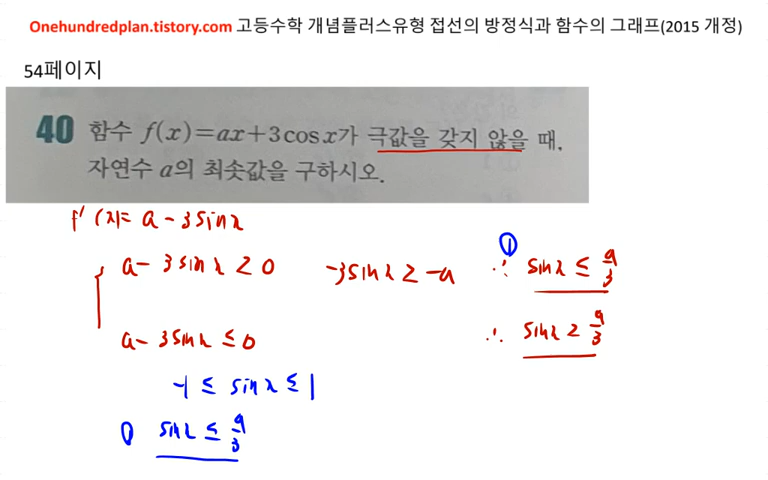 Onehundredplan.tistory.com 고등수학 개념플러스유형 접선의 방정식과 함수의 그래프(2015 개정)
54페이지
40 함수 f(x)=ax+3cosx가 극값을 갖지 않을 때,
자연수 a의 최솟값을 구하시오.
f'(x)= a-3sinx
a-3sinx≥0 -3sinx≥-a ① ∴ sinx≤a/3
a-3sinx≤0 ∴ sinx≥a/3
-1≤sinx≤1
① sinx≤a/3